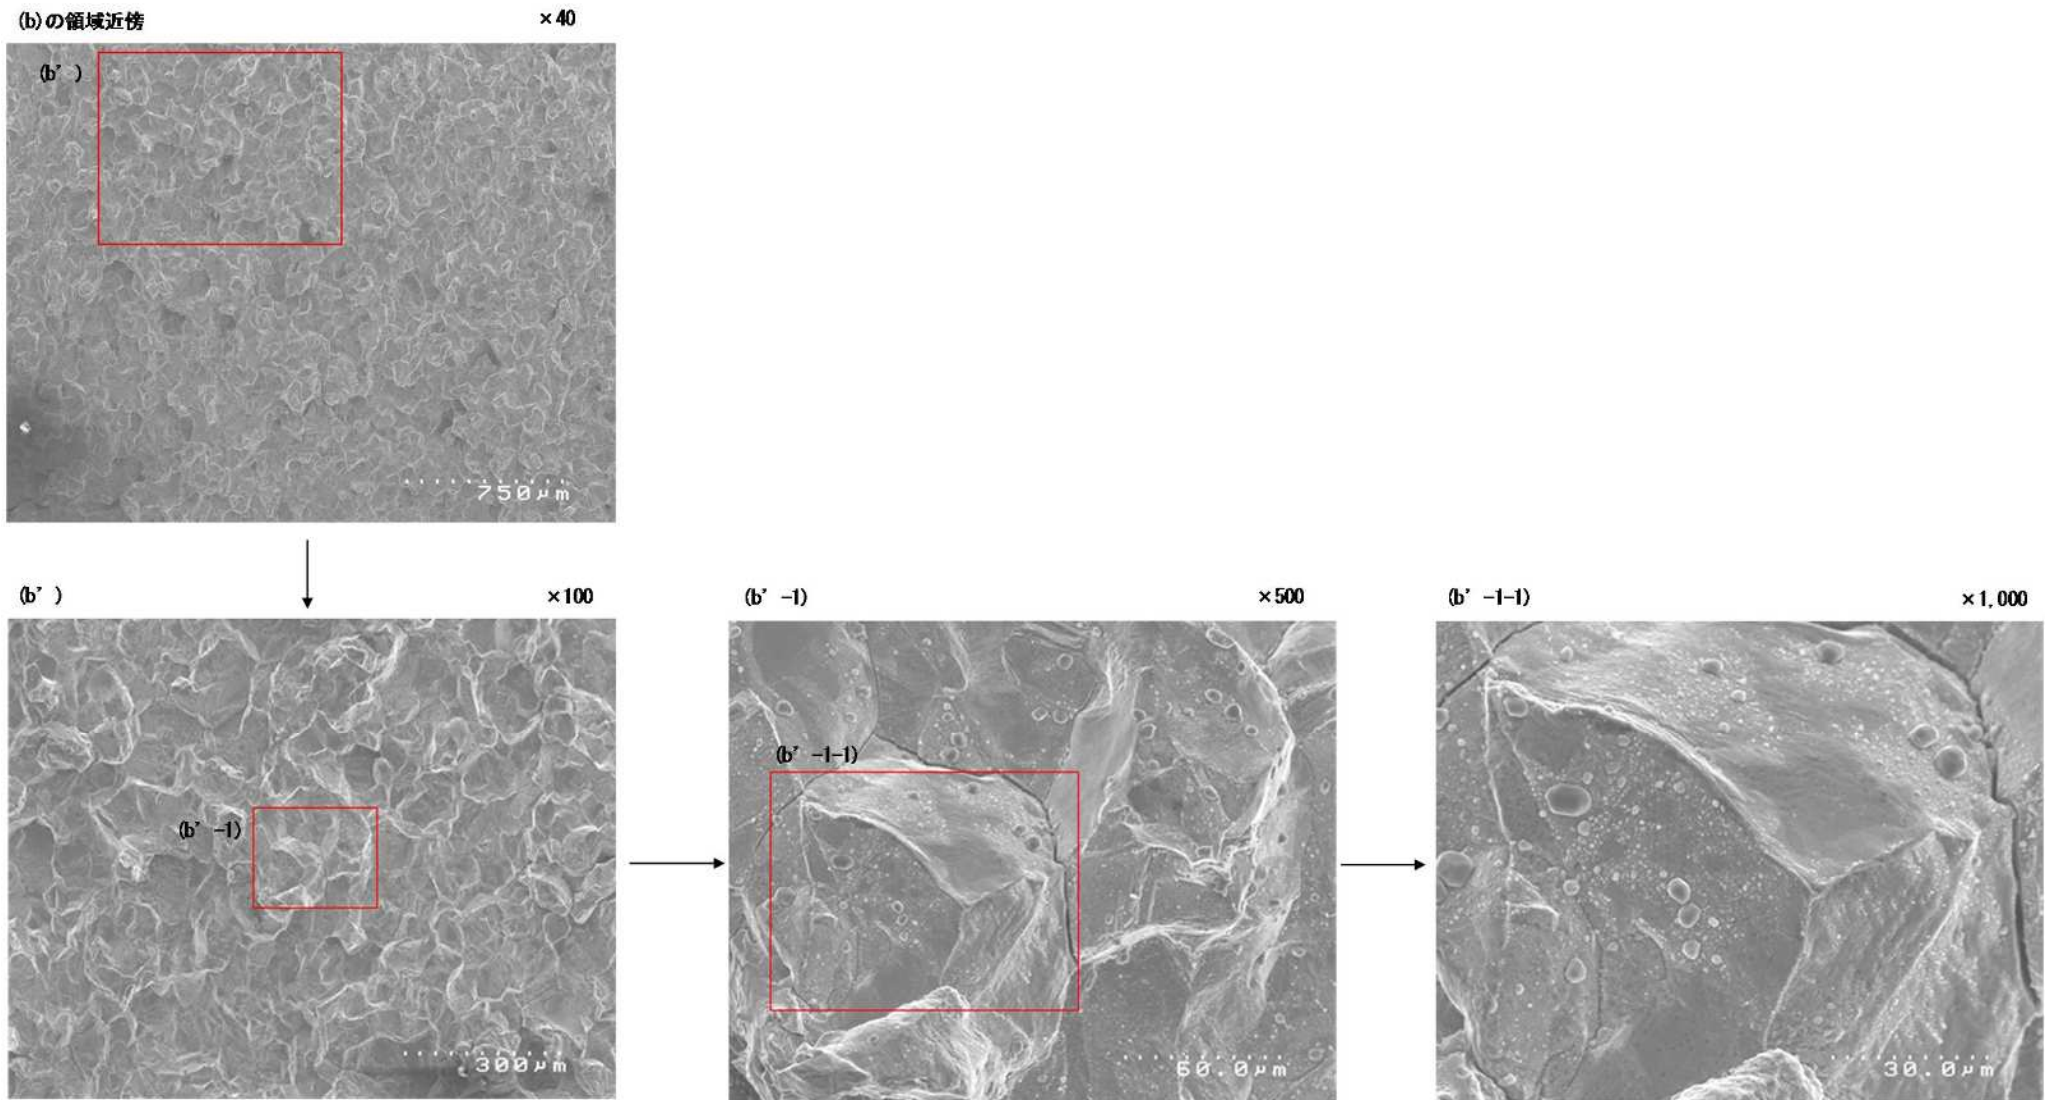 (b)の領域近傍 ×40
(b’)
750μm
(b’) ×100
(b’-1)
300μm
(b’-1) ×500
(b’-1-1)
60.0μm
(b’-1-1) ×1,000
30.0μm